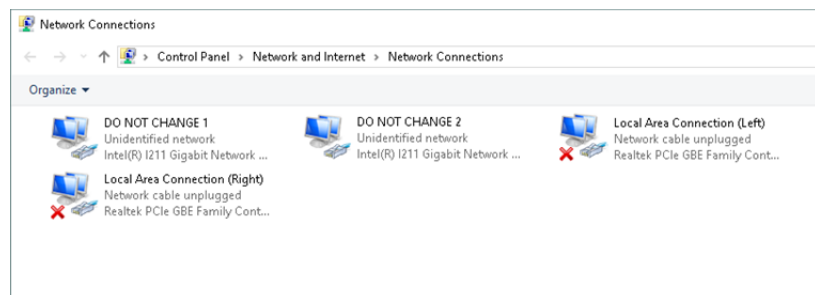 Network Connections
Control Panel > Network and Internet > Network Connections
Organize
DO NOT CHANGE 1
Unidentified network
Intel(R) I211 Gigabit Network ...
DO NOT CHANGE 2
Unidentified network
Intel(R) I211 Gigabit Network ...
Local Area Connection (Left)
Network cable unplugged
Realtek PCIe GBE Family Cont...
Local Area Connection (Right)
Network cable unplugged
Realtek PCIe GBE Family Cont...